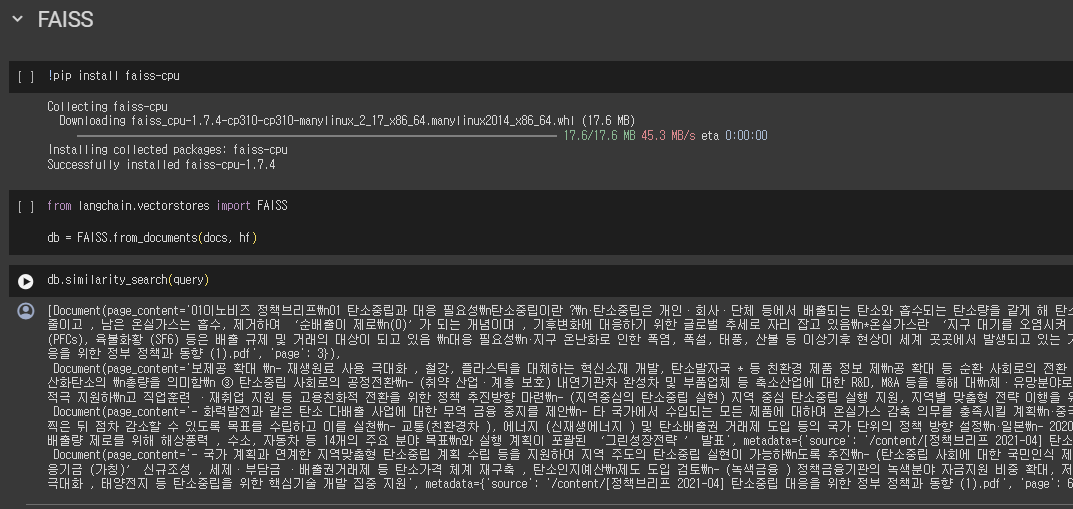 FAISS
[ ] !pip install faiss-cpu
Collecting faiss-cpu
Downloading faiss_cpu-1.7.4-cp310-cp310-manylinux_2_17_x86_64.manylinux2014_x86_64.whl (17.6 MB)
17.6/17.6 MB 45.3 MB/s eta 0:00:00
Installing collected packages: faiss-cpu
Successfully installed faiss-cpu-1.7.4
[ ] from langchain.vectorstores import FAISS
db = FAISS.from_documents(docs, hf)
db.similarity_search(query)
[Document(page_content='01이노비즈 정책브리프₩n01 탄소중립과 대응 필요성₩n탄소중립이란 ?₩n·탄소중립은 개인ㆍ회사ㆍ단체 등에서 배출되는 탄소와 흡수되는 탄소량을 같게 해 탄소
줄이고 , 남은 온실가스는 흡수, 제거하여 ‘순배출이 제로₩n(0)’가 되는 개념이며 , 기후변화에 대응하기 위한 글로벌 추세로 자리 잡고 있음₩n*온실가스란 ‘지구 대기를 오염시켜
(PFCs), 육불화황 (SF6) 등은 배출 규제 및 거래의 대상이 되고 있음 ₩n대응 필요성₩n·지구 온난화로 인한 폭염, 폭설, 태풍, 산불 등 이상기후 현상이 세계 곳곳에서 발생되고 있는
응을 위한 정부 정책과 동향 (1).pdf', 'page': 3}),
Document(page_content='보제공 확대 ₩n- 재생원료 사용 극대화 , 철강, 플라스틱을 대체하는 혁신소재 개발, 탄소발자국 * 등 친환경 제품 정보 제₩n공 확대 등 순환 사회로의 전환
산화탄소의 ₩n총량을 의미함₩n ③ 탄소중립 사회로의 공정전환₩n- (취약 산업ㆍ계층 보호) 내연기관차 완성차 및 부품업체 등 축소산업에 대한 R&D, M&A 등을 통해 대₩n체ㆍ유망분야로
적극 지원하₩n고 직업훈련 ㆍ재취업 지원 등 고용친화적 전환을 위한 정책 추진방향 마련₩n- (지역중심의 탄소중립 실현) 지역 중심 탄소중립 실행 지원, 지역별 맞춤형 전략 이행을 위
Document(page_content='- 화력발전과 같은 탄소 다배출 사업에 대한 무역 금융 중지를 제안₩n- 타 국가에서 수입되는 모든 제품에 대하여 온실가스 감축 의무를 충족시킬 계획₩n·중국
찍은 뒤 점차 감소할 수 있도록 목표를 수립하고 이를 실천₩n- 교통(친환경차 ), 에너지 (신재생에너지 ) 및 탄소배출권 거래제 도입 등의 국가 단위의 정책 방향 설정₩n·일본₩n- 2020
배출량 제로를 위해 해상풍력 , 수소, 자동차 등 14개의 주요 분야 목표₩n와 실행 계획이 포괄된 ‘그린성장전략 ’ 발표', metadata={'source': '/content/[정책브리프 2021-04] 탄소중립
Document(page_content='- 국가 계획과 연계한 지역맞춤형 탄소중립 계획 수립 등을 지원하며 지역 주도의 탄소중립 실현이 가능하₩n도록 추진₩n- (탄소중립 사회에 대한 국민인식 제
응기금 (가칭)’ 신규조성 , 세제ㆍ부담금 ㆍ배출권거래제 등 탄소가격 체계 재구축 , 탄소인지예산₩n제도 도입 검토₩n- (녹색금융 ) 정책금융기관의 녹색분야 자금지원 비중 확대, 저
극대화 , 태양전지 등 탄소중립을 위한 핵심기술 개발 집중 지원', metadata={'source': '/content/[정책브리프 2021-04] 탄소중립 대응을 위한 정부 정책과 동향 (1).pdf', 'page': 6